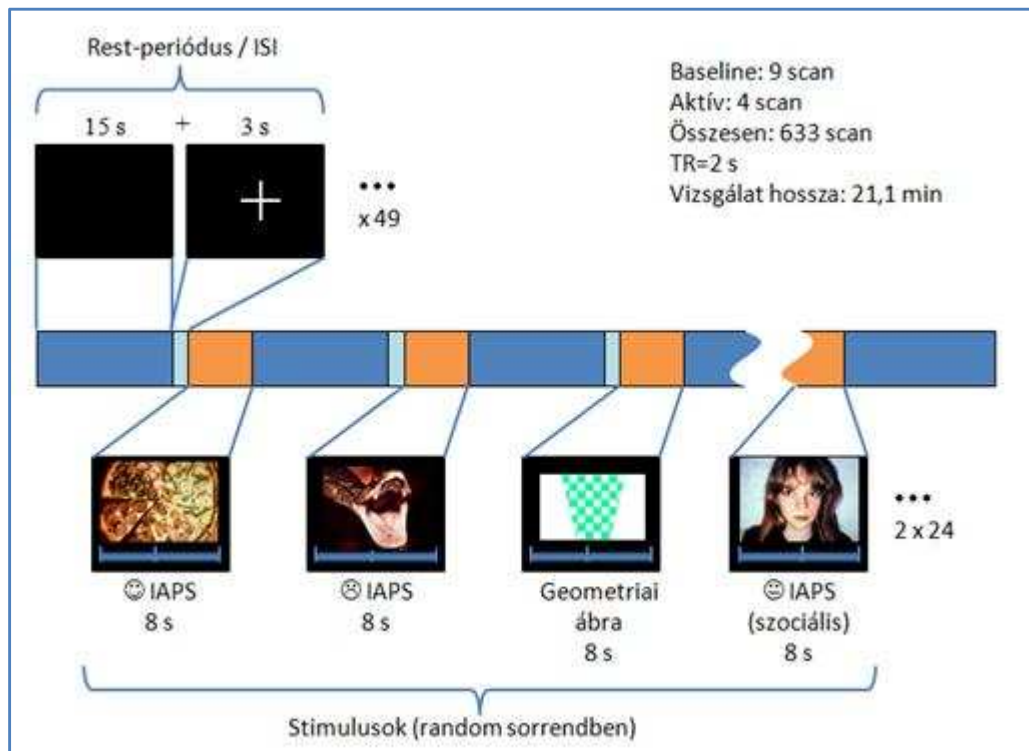 Rest-periódus / ISI
15 s + 3 s
•••
x 49
Baseline: 9 scan
Aktív: 4 scan
Összesen: 633 scan
TR=2 s
Vizsgálat hossza: 21,1 min
☺ IAPS
8 s
☹ IAPS
8 s
Geometriai
ábra
8 s
😐 IAPS
(szociális)
8 s
•••
2 x 24
Stimulusok (random sorrendben)